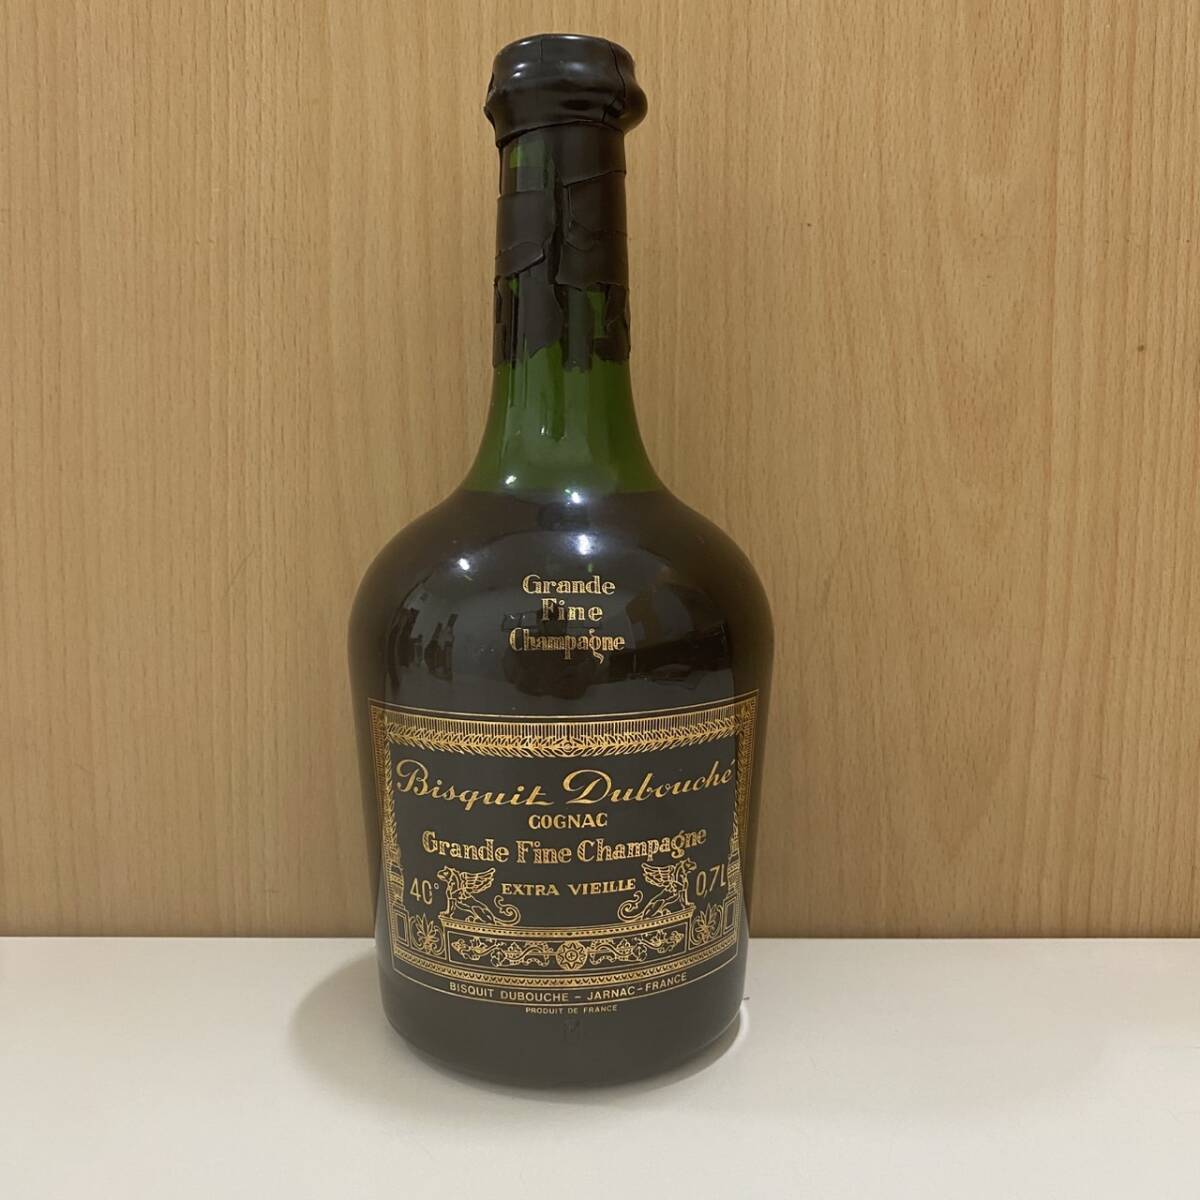 Grande
Fine
Champagne
Bisquit Dubouché
COGNAC
Grande Fine Champagne
40° EXTRA VIEILLE 0,7L
BISQUIT DUBOUCHE - JARNAC-FRANCE
PRODUIT DE FRANCE